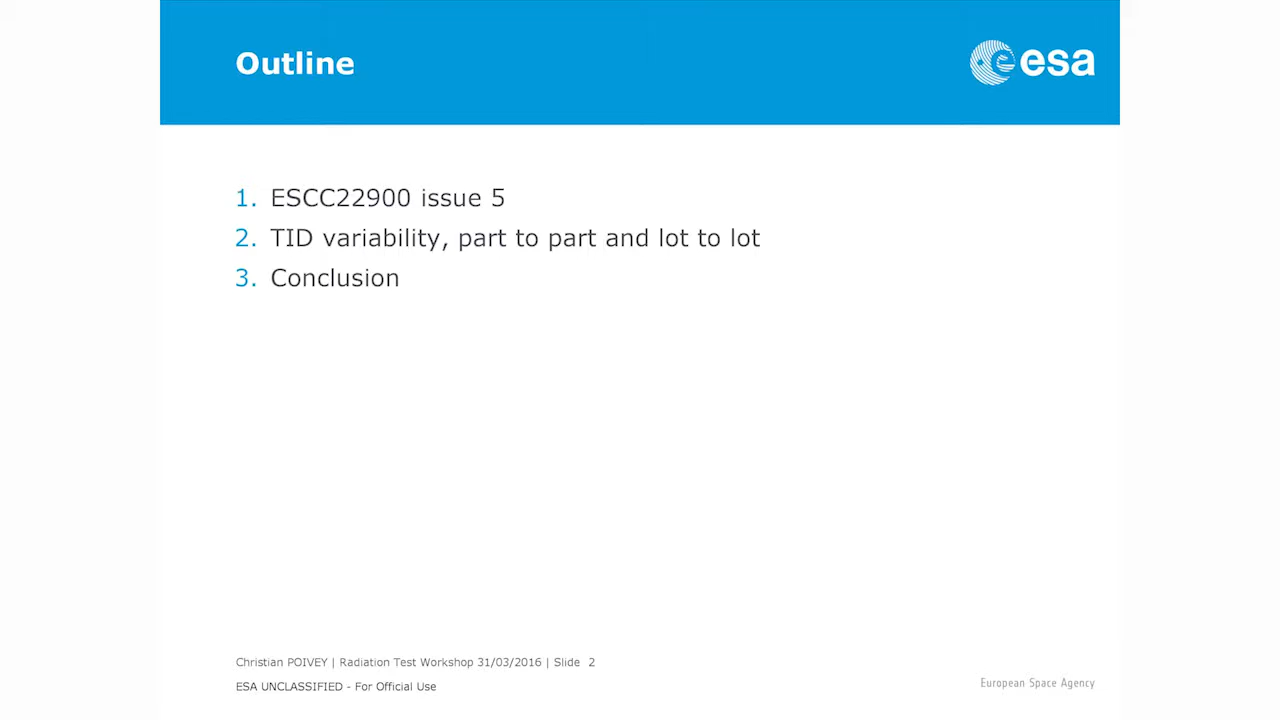 Outline
esa
1. ESCC22900 issue 5
2. TID variability, part to part and lot to lot
3. Conclusion
Christian POIVEY | Radiation Test Workshop 31/03/2016 | Slide 2
ESA UNCLASSIFIED - For Official Use
European Space Agency